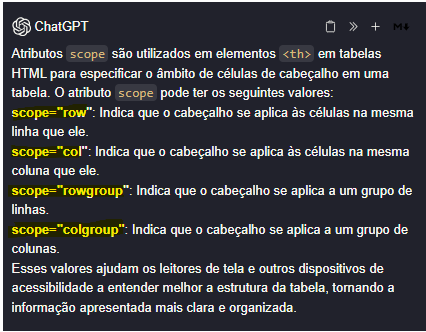 ChatGPT
Atributos scope são utilizados em elementos <th> em tabelas
HTML para especificar o âmbito de células de cabeçalho em uma
tabela. O atributo scope pode ter os seguintes valores:
scope="row": Indica que o cabeçalho se aplica às células na mesma
linha que ele.
scope="col": Indica que o cabeçalho se aplica às células na mesma
coluna que ele.
scope="rowgroup": Indica que o cabeçalho se aplica a um grupo de
linhas.
scope="colgroup": Indica que o cabeçalho se aplica a um grupo de
colunas.
Esses valores ajudam os leitores de tela e outros dispositivos de
acessibilidade a entender melhor a estrutura da tabela, tornando a
informação apresentada mais clara e organizada.